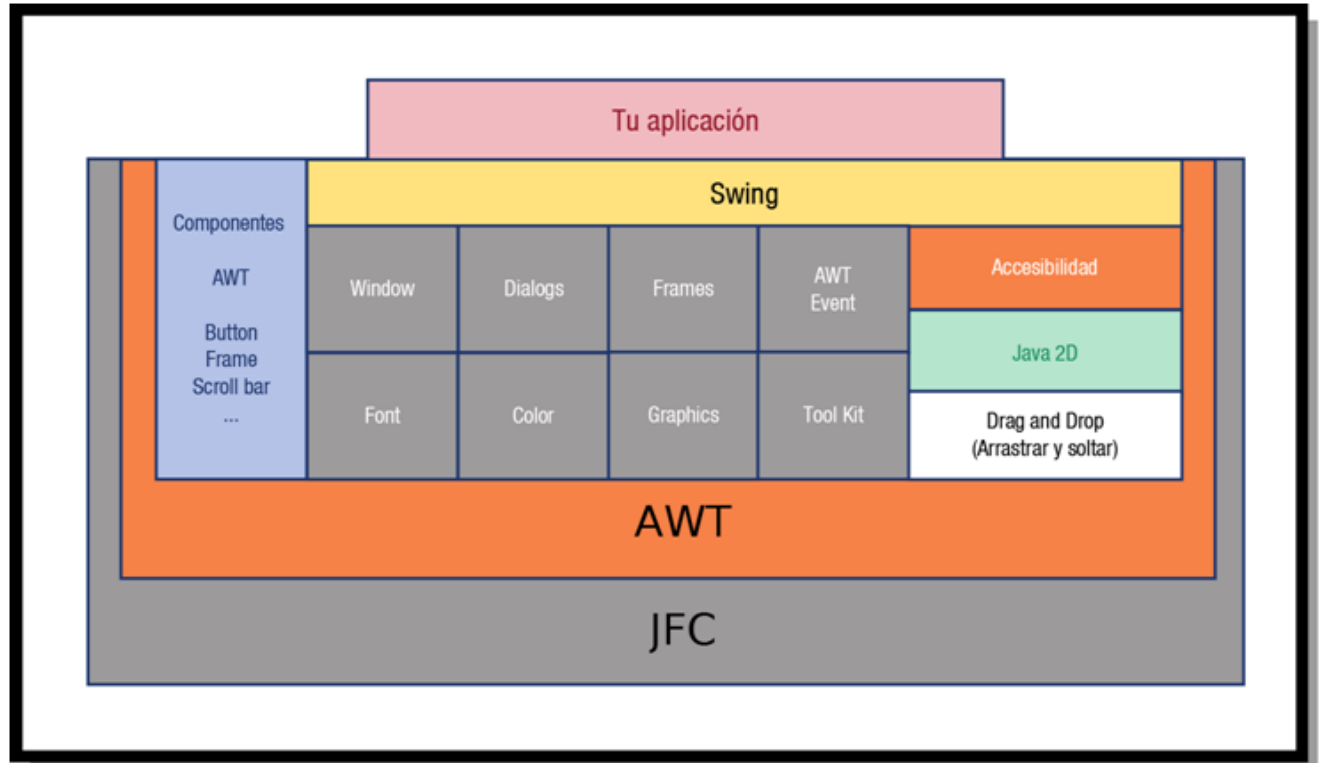 Tu aplicación
Swing
Componentes
AWT
Button
Frame
Scroll bar
...
Window
Dialogs
Frames
AWT
Event
Accesibilidad
Java 2D
Font
Color
Graphics
Tool Kit
Drag and Drop
(Arrastrar y soltar)
AWT
JFC